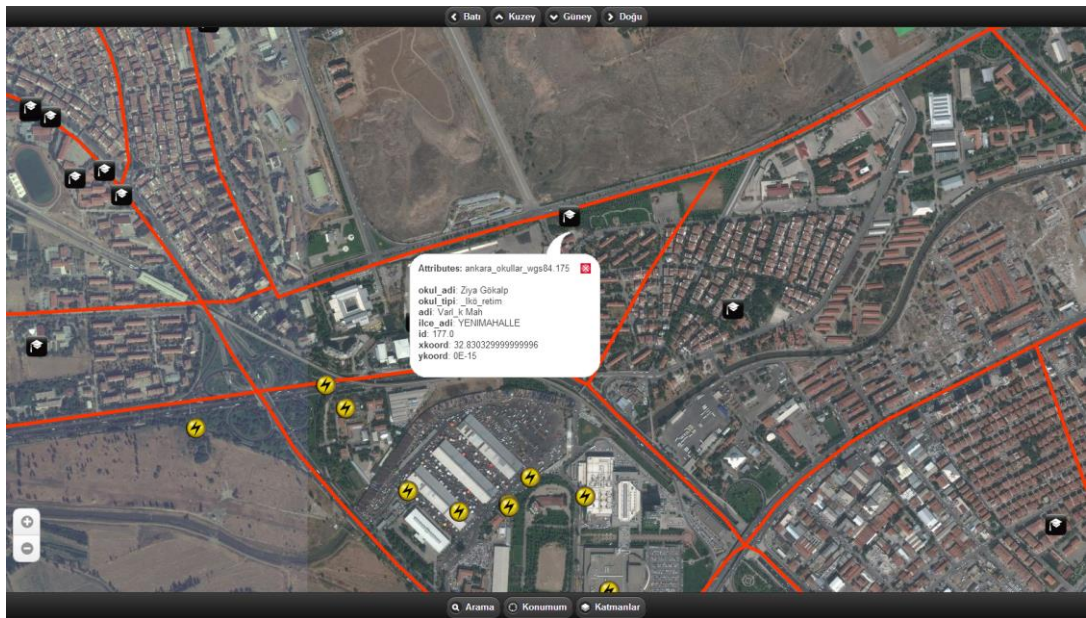 Batı Kuzey Güney Doğu
Attributes: ankara_okullar_wgs84.175
okul_adi: Ziya Gökalp
okul_tipi: _lkö_retim
adi: Varl_k Mah
ilce_adi: YENIMAHALLE
id: 177.0
xkoord: 32.830329999999996
ykoord: 0E-15
Arama Konumum Katmanlar